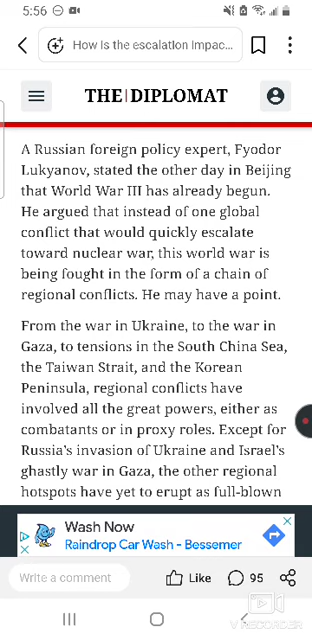 5:56
How is the escalation impac...
THE|DIPLOMAT
A Russian foreign policy expert, Fyodor
Lukyanov, stated the other day in Beijing
that World War III has already begun.
He argued that instead of one global
conflict that would quickly escalate
toward nuclear war, this world war is
being fought in the form of a chain of
regional conflicts. He may have a point.
From the war in Ukraine, to the war in
Gaza, to tensions in the South China Sea,
the Taiwan Strait, and the Korean
Peninsula, regional conflicts have
involved all the great powers, either as
combatants or in proxy roles. Except for
Russia's invasion of Ukraine and Israel's
ghastly war in Gaza, the other regional
hotspots have yet to erupt as full-blown
Wash Now
Raindrop Car Wash - Bessemer
Write a comment
Like
95
V RECORDER